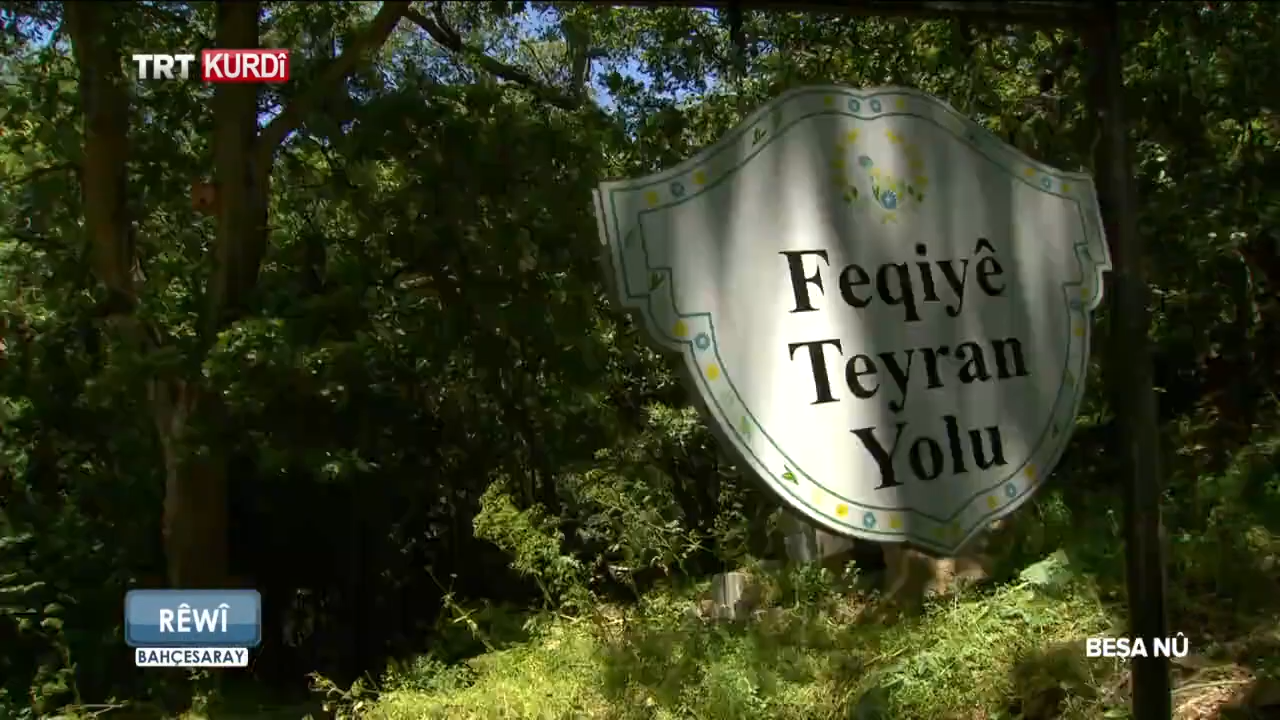 TRT KURDÎ
Feqiyê
Teyran
Yolu
RÊWÎ
BAHÇESARAY
BEŞA NÛ